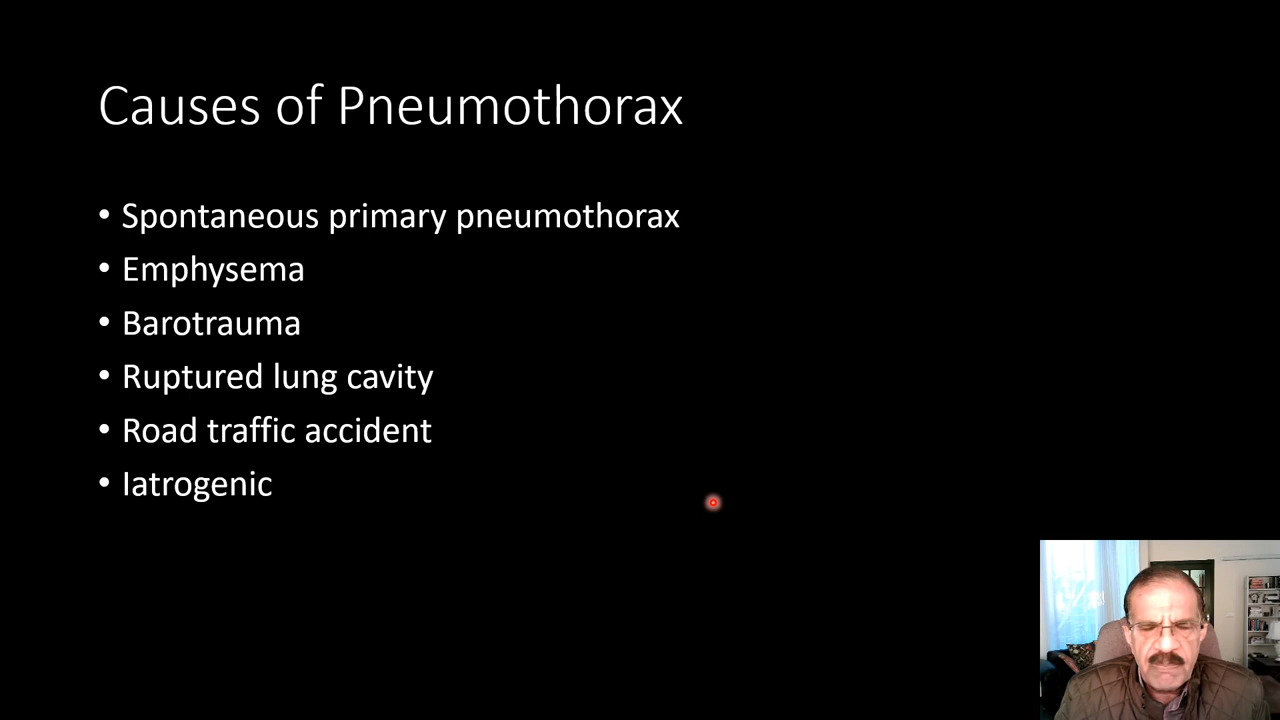 Causes of Pneumothorax
• Spontaneous primary pneumothorax
• Emphysema
• Barotrauma
• Ruptured lung cavity
• Road traffic accident
• Iatrogenic